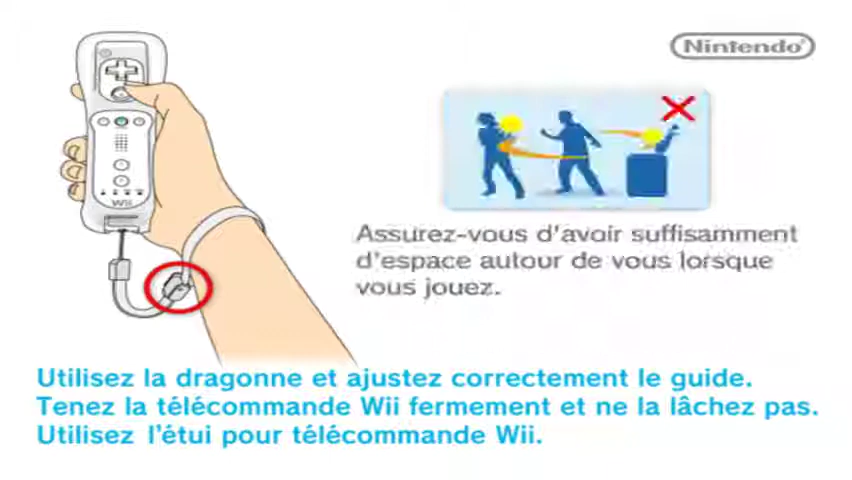 Nintendo®
Assurez-vous d'avoir suffisamment
d'espace autour de vous lorsque
vous jouez.
Wii
Utilisez la dragonne et ajustez correctement le guide.
Tenez la télécommande Wii fermement et ne la lâchez pas.
Utilisez l'étui pour télécommande Wii.